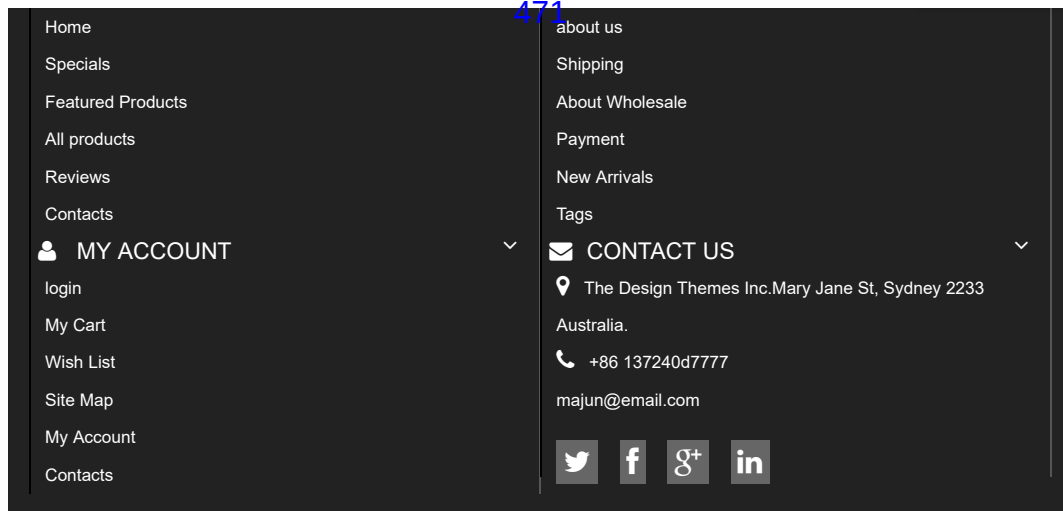 471
Home
Specials
Featured Products
All products
Reviews
Contacts
about us
Shipping
About Wholesale
Payment
New Arrivals
Tags
MY ACCOUNT
login
My Cart
Wish List
Site Map
My Account
Contacts
CONTACT US
The Design Themes Inc.Mary Jane St, Sydney 2233
Australia.
+86 137240d7777
majun@email.com